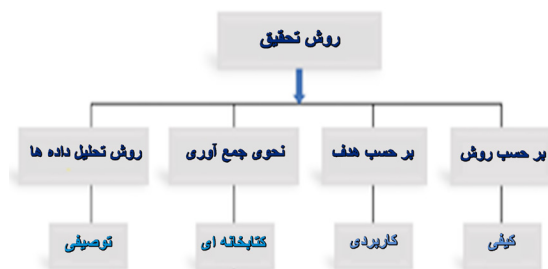 روش تحقیق
بر حسب روش
بر حسب هدف
نحوی جمع آوری
روش تحلیل داده ها
کیفی
کاربردی
کتابخانه ای
توصیفی